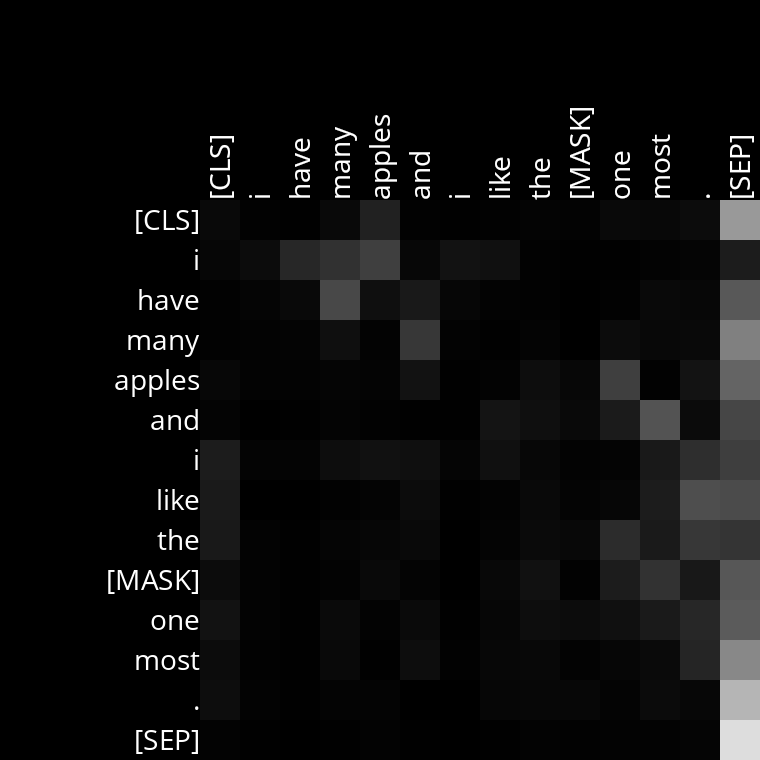 [CLS] i have many apples and i like the [MASK] one most . [SEP]
[CLS]
i
have
many
apples
and
i
like
the
[MASK]
one
most
.
[SEP]